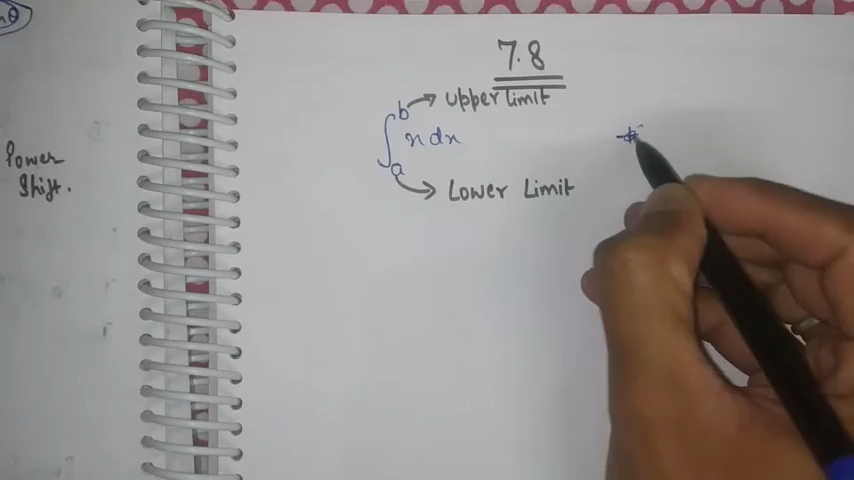 Power
Shift.
7.8
b → Upper limit
∫ x dx
a → Lower Limit